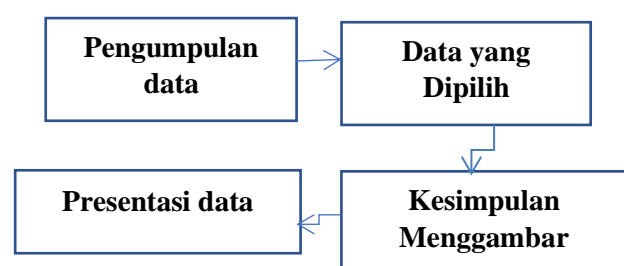 Pengumpulan
data
Data yang
Dipilih
Presentasi data
Kesimpulan
Menggambar